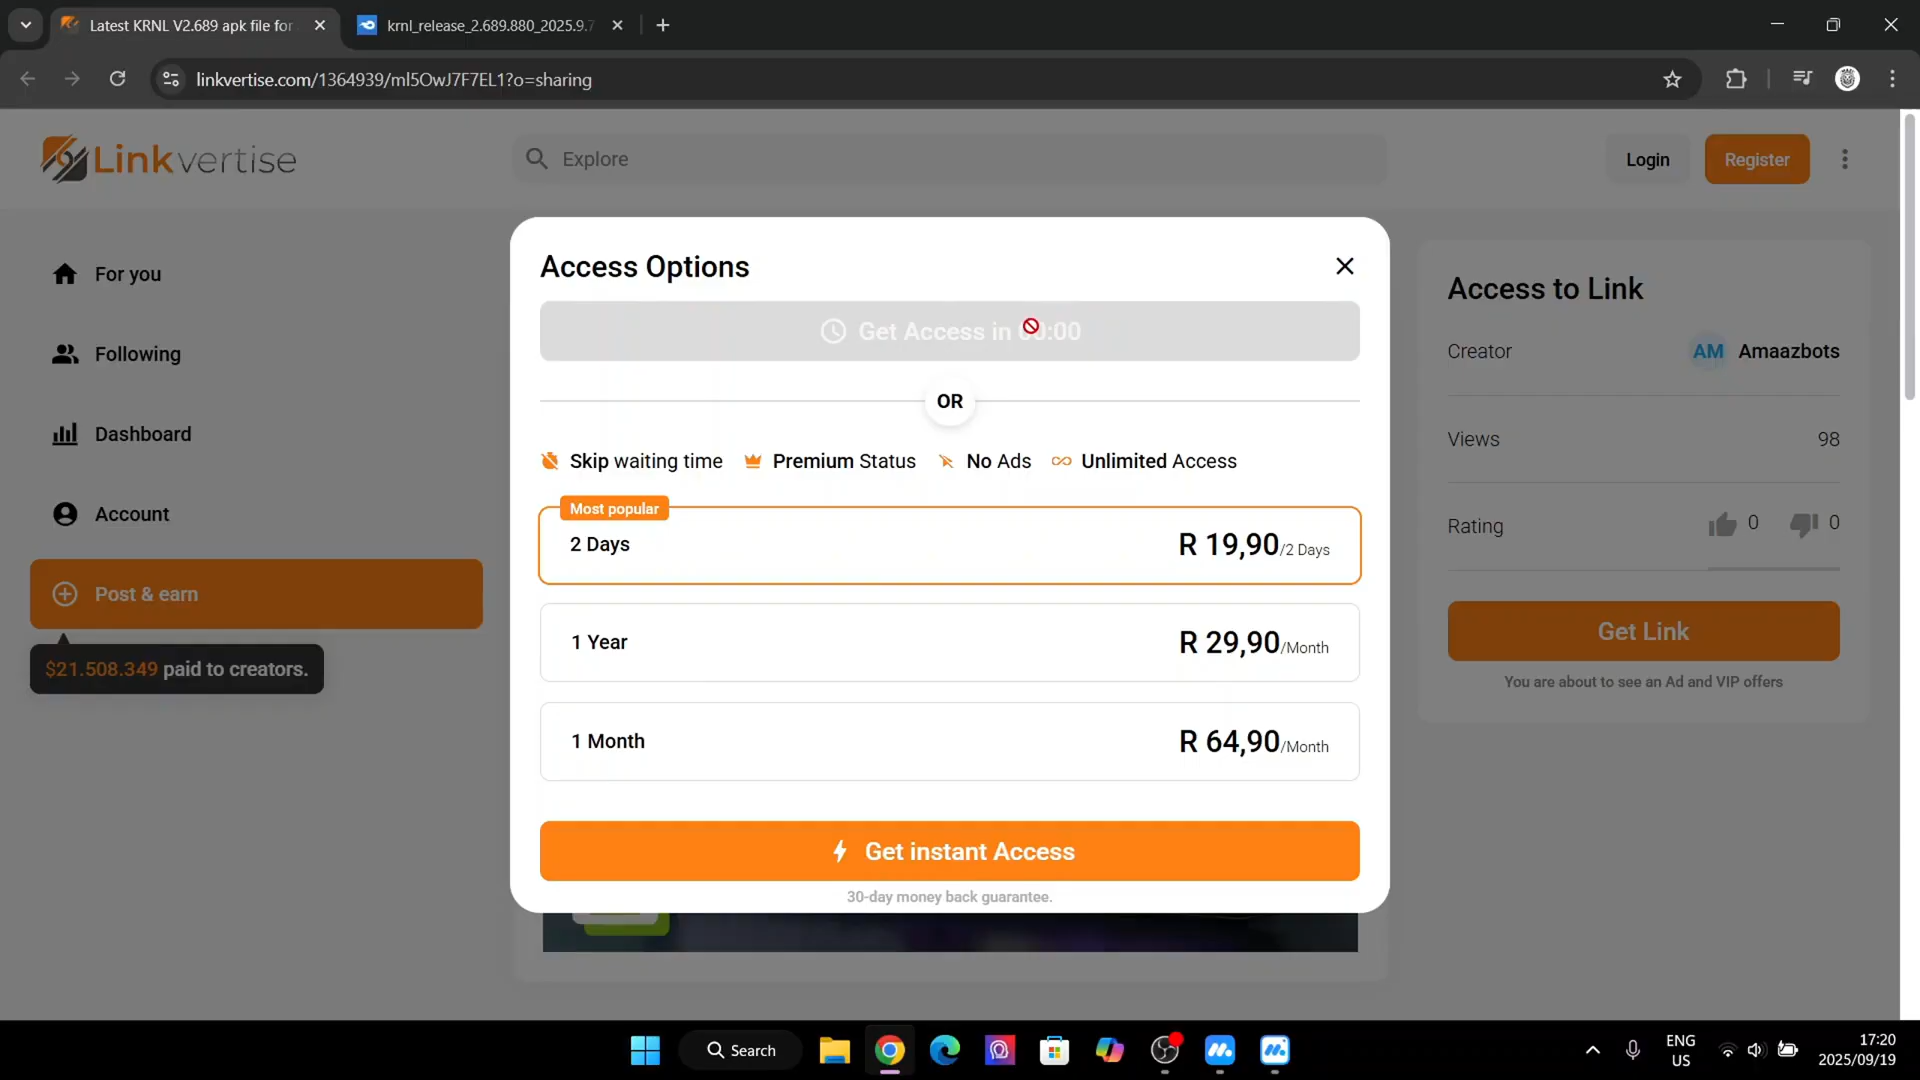 Latest KRNL V2.689 apk file for
krnl_release_2.689.880_2025.9.7
linkvertise.com/1364939/ml5OwJ7F7EL1?o=sharing
Linkvertise
Explore
Login
Register
For you
Following
Dashboard
Account
Post & earn
$21.508.349 paid to creators.
Access Options
Get Access in 00:00
OR
Skip waiting time Premium Status No Ads Unlimited Access
Most popular
2 Days R 19,90/2 Days
1 Year R 29,90/Month
1 Month R 64,90/Month
Get instant Access
30-day money back guarantee.
Access to Link
Creator AM Amaazbots
Views 98
Rating 0 0
Get Link
You are about to see an Ad and VIP offers
Search
ENG
US
17:20
2025/09/19